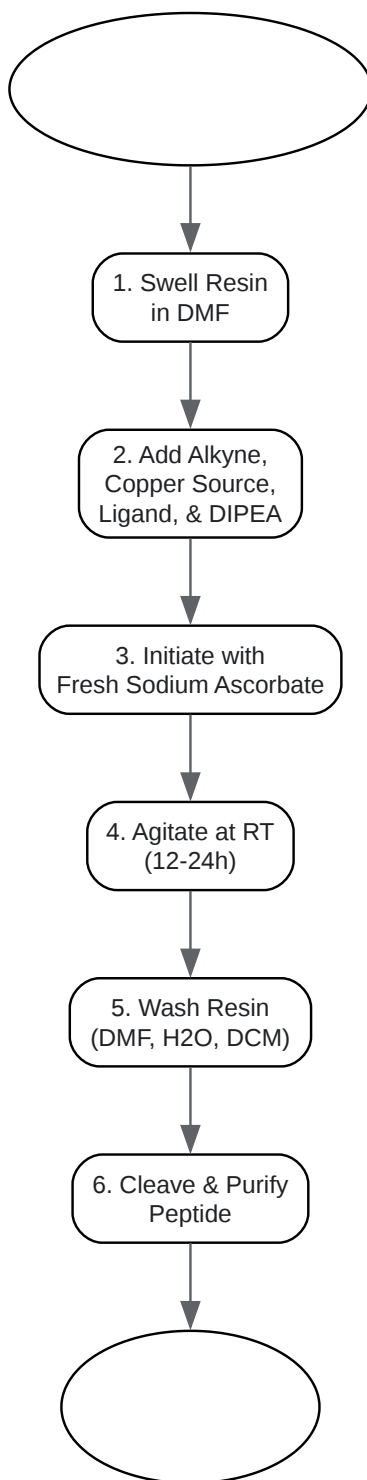 1. Swell Resin
in DMF
2. Add Alkyne,
Copper Source,
Ligand, & DIPEA
3. Initiate with
Fresh Sodium Ascorbate
4. Agitate at RT
(12-24h)
5. Wash Resin
(DMF, H2O, DCM)
6. Cleave & Purify
Peptide